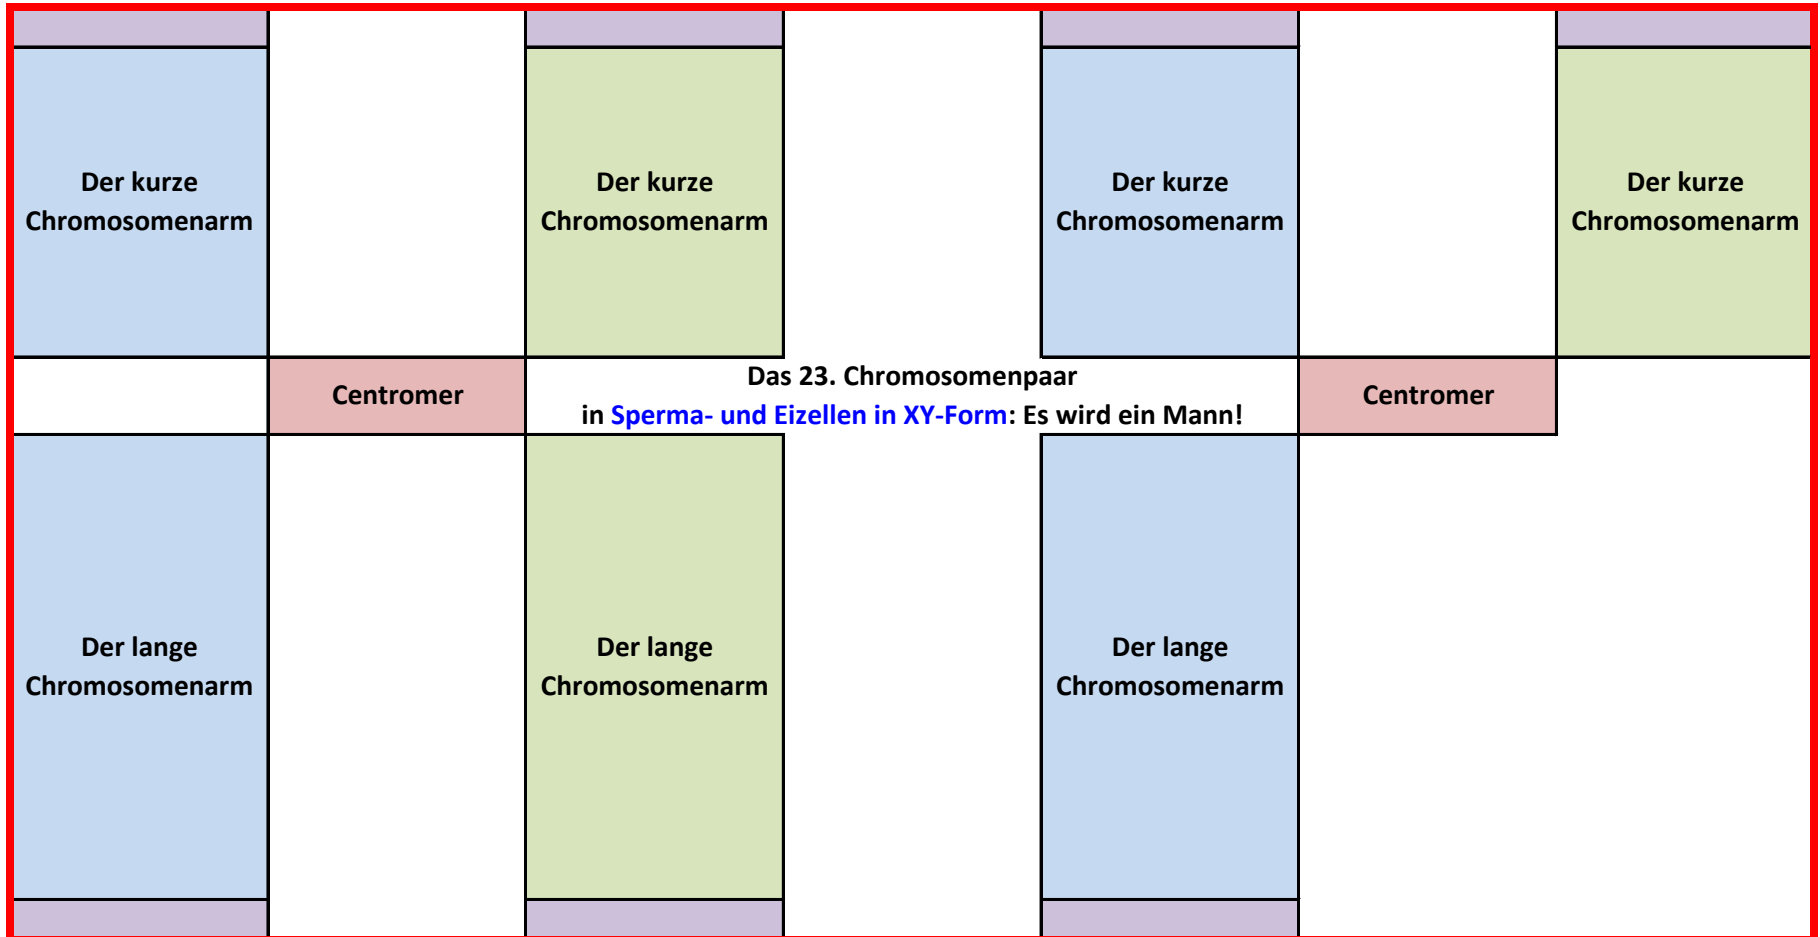 Der kurze
Chromosomenarm
Der kurze
Chromosomenarm
Der kurze
Chromosomenarm
Der kurze
Chromosomenarm
Centromer
Das 23. Chromosomenpaar
in Sperma- und Eizellen in XY-Form: Es wird ein Mann!
Centromer
Der lange
Chromosomenarm
Der lange
Chromosomenarm
Der lange
Chromosomenarm